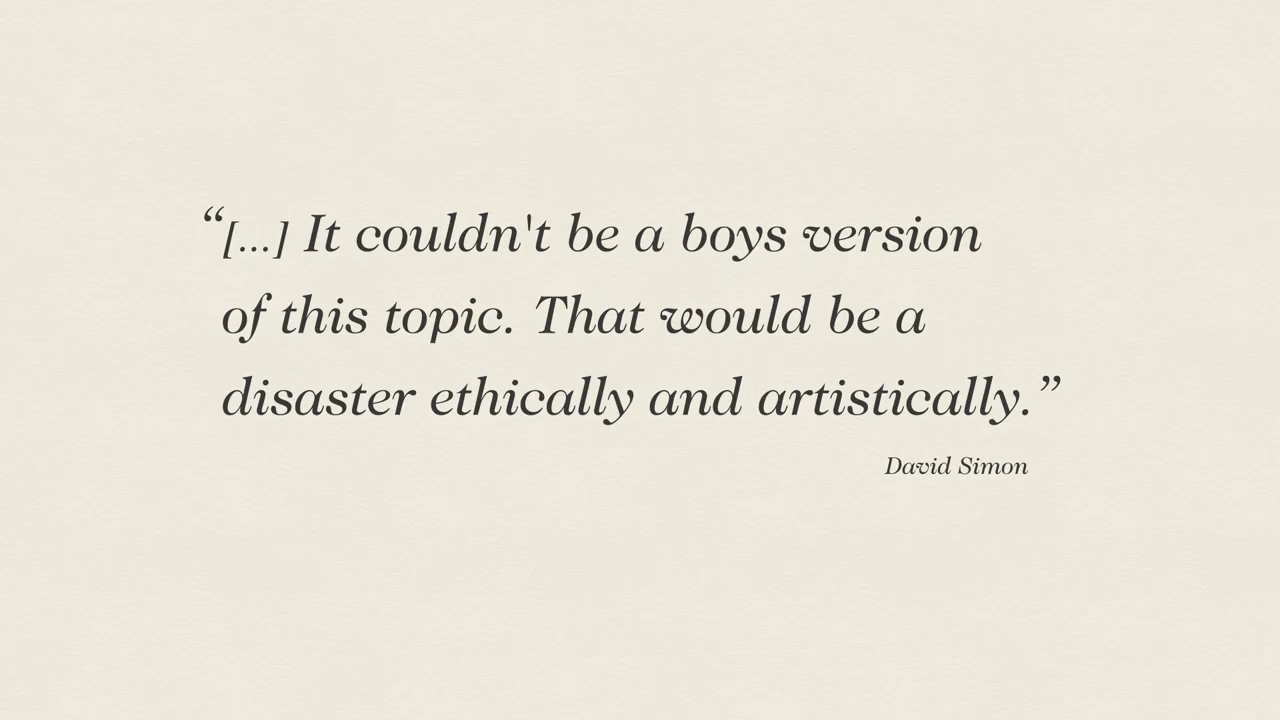 “[...] It couldn't be a boys version
of this topic. That would be a
disaster ethically and artistically.”
David Simon